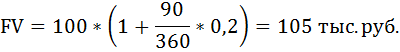 FV = 100 * (1 + 90/360 * 0,2) = 105 тыс. руб.